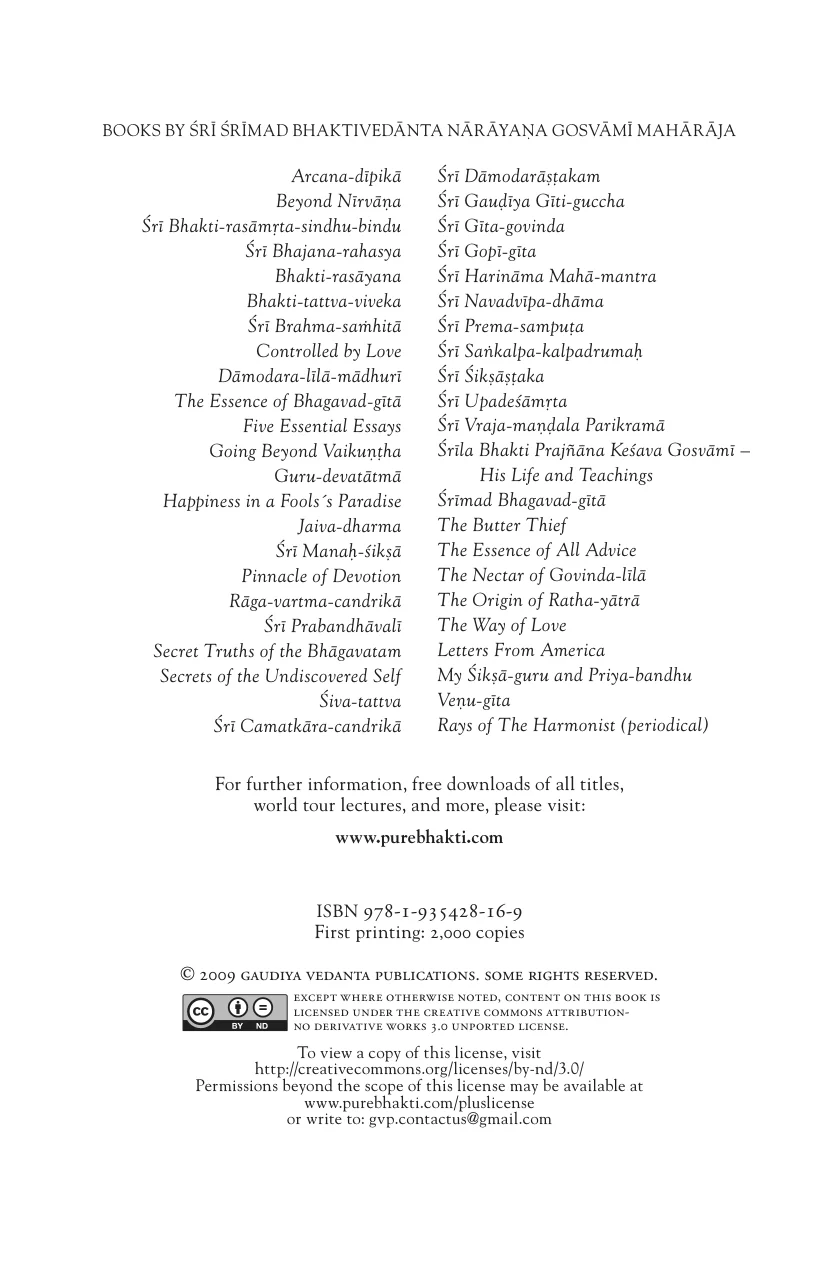 BOOKS BY ŚRĪ ŚRĪMAD BHAKTIVEDĀNTA NĀRĀYAṆA GOSVĀMĪ MAHĀRĀJA
Arcana-dīpikā
Beyond Nīrvāṇa
Śrī Bhakti-rasāmṛta-sindhu-bindu
Śrī Bhajana-rahasya
Bhakti-rasāyana
Bhakti-tattva-viveka
Śrī Brahma-saṁhitā
Controlled by Love
Dāmodara-līlā-mādhurī
The Essence of Bhagavad-gītā
Five Essential Essays
Going Beyond Vaikuṇṭha
Guru-devatātmā
Happiness in a Fools´s Paradise
Jaiva-dharma
Śrī Manaḥ-śikṣā
Pinnacle of Devotion
Rāga-vartma-candrikā
Śrī Prabandhāvalī
Secret Truths of the Bhāgavatam
Secrets of the Undiscovered Self
Śiva-tattva
Śrī Camatkāra-candrikā
Śrī Dāmodarāṣṭakam
Śrī Gauḍīya Gīti-guccha
Śrī Gīta-govinda
Śrī Gopī-gīta
Śrī Harināma Mahā-mantra
Śrī Navadvīpa-dhāma
Śrī Prema-sampuṭa
Śrī Saṅkalpa-kalpadrumaḥ
Śrī Śikṣāṣṭaka
Śrī Upadeśāmṛta
Śrī Vraja-maṇḍala Parikramā
Śrīla Bhakti Prajñāna Keśava Gosvāmī –
His Life and Teachings
Śrīmad Bhagavad-gītā
The Butter Thief
The Essence of All Advice
The Nectar of Govinda-līlā
The Origin of Ratha-yātrā
The Way of Love
Letters From America
My Śikṣā-guru and Priya-bandhu
Veṇu-gīta
Rays of The Harmonist (periodical)
For further information, free downloads of all titles,
world tour lectures, and more, please visit:
www.purebhakti.com
ISBN 978-1-935428-16-9
First printing: 2,000 copies
© 2009 GAUDIYA VEDANTA PUBLICATIONS. SOME RIGHTS RESERVED.
cc BY ND
EXCEPT WHERE OTHERWISE NOTED, CONTENT ON THIS BOOK IS
LICENSED UNDER THE CREATIVE COMMONS ATTRIBUTION-
NO DERIVATIVE WORKS 3.0 UNPORTED LICENSE.
To view a copy of this license, visit
http://creativecommons.org/licenses/by-nd/3.0/
Permissions beyond the scope of this license may be available at
www.purebhakti.com/pluslicense
or write to: gvp.contactus@gmail.com